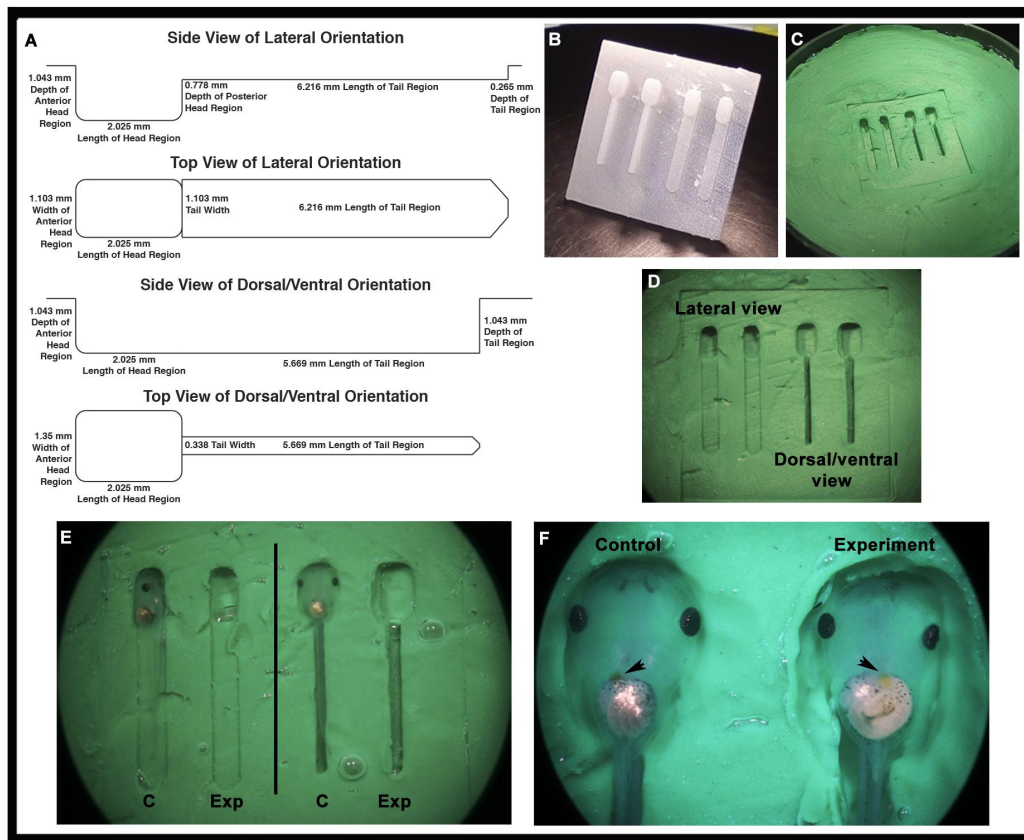 A
Side View of Lateral Orientation
1.043 mm
Depth of
Anterior
Head
Region
0.778 mm
Depth of Posterior
Head Region
6.216 mm Length of Tail Region
0.265 mm
Depth of
Tail Region
2.025 mm
Length of Head Region
Top View of Lateral Orientation
1.103 mm
Width of
Anterior
Head
Region
1.103 mm
Tail Width
6.216 mm Length of Tail Region
2.025 mm
Length of Head Region
Side View of Dorsal/Ventral Orientation
1.043 mm
Depth of
Anterior
Head
Region
1.043 mm
Depth of
Tail Region
2.025 mm
Length of Head Region
5.669 mm Length of Tail Region
Top View of Dorsal/Ventral Orientation
1.35 mm
Width of
Anterior
Head
Region
0.338 Tail Width
5.669 mm Length of Tail Region
2.025 mm
Length of Head Region
B
C
D
Lateral view
Dorsal/ventral
view
E
C
Exp
C
Exp
F
Control
Experiment